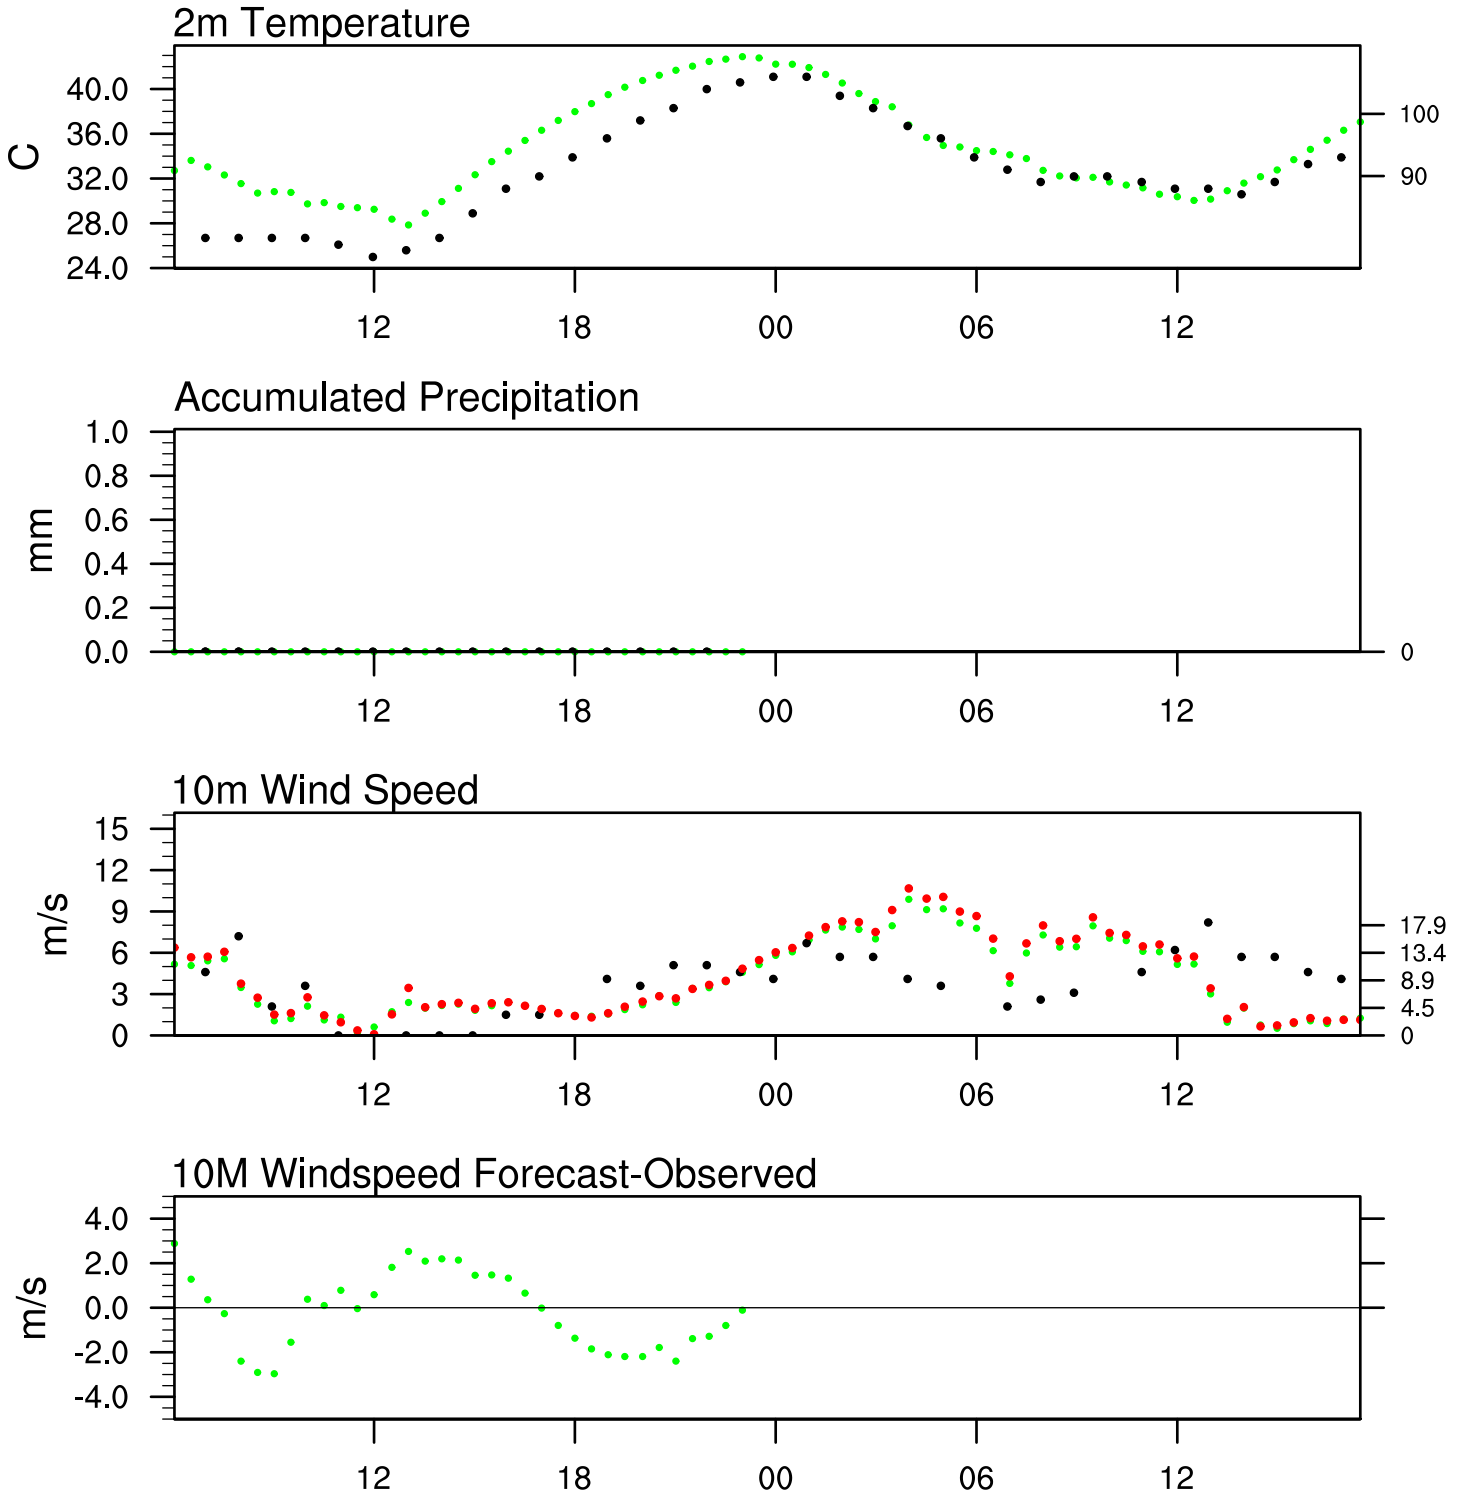 2m Temperature
40.0
36.0
32.0
28.0
24.0
C
100
90
12 18 00 06 12
Accumulated Precipitation
1.0
0.8
0.6
0.4
0.2
0.0
mm
0
12 18 00 06 12
10m Wind Speed
15
12
9
6
3
0
m/s
17.9
13.4
8.9
4.5
0
12 18 00 06 12
10M Windspeed Forecast-Observed
4.0
2.0
0.0
-2.0
-4.0
m/s
12 18 00 06 12